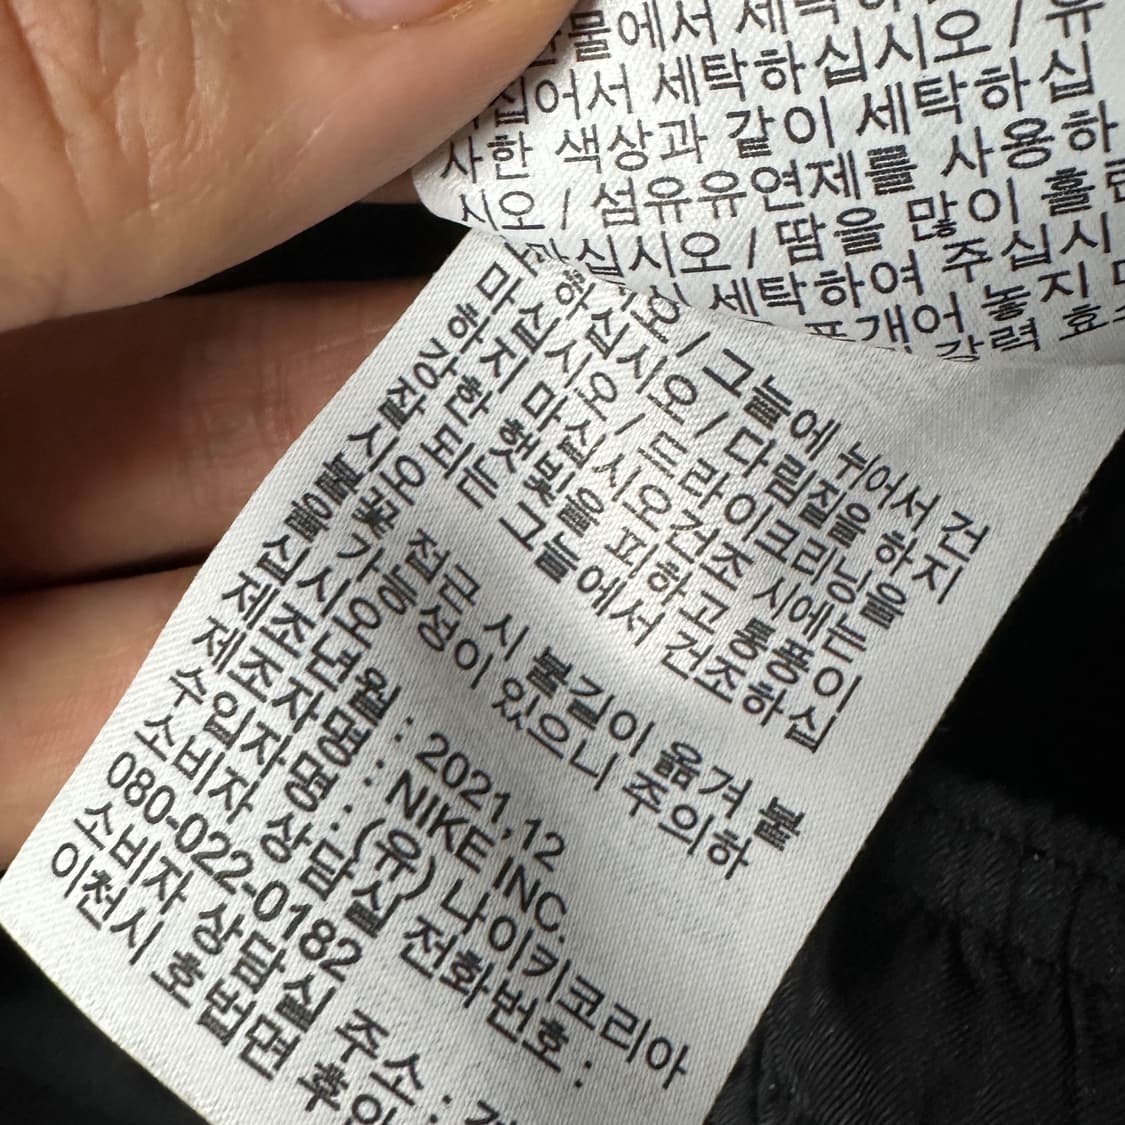 물에서 세탁
집어서 세탁하십시오 / 유
사한 색상과 같이 세탁하십
시오 / 섬유유연제를 사용하
십시오 / 땀을 많이 흘린
세탁하여 주십시
개어 놓지
강력
오 / 그늘에 뉘어서 건
하십시오 / 다림질을 하지
마십시오 / 드라이크리닝을
하지 마십시오 건조 시에는
강한 햇빛을 피하고 통풍이
잘 되는 그늘에서 건조하십
시오
불꽃 접근 시 불길이 옮겨 붙
을 가능성이 있으니 주의하
십시오
제조년월 : 2021.12
제조자명 : NIKE INC.
수입자명 : (유) 나이키코리아
소비자 상담실 전화번호 :
080-022-0182
소비자 상담실 주소 :
이천시 호법면